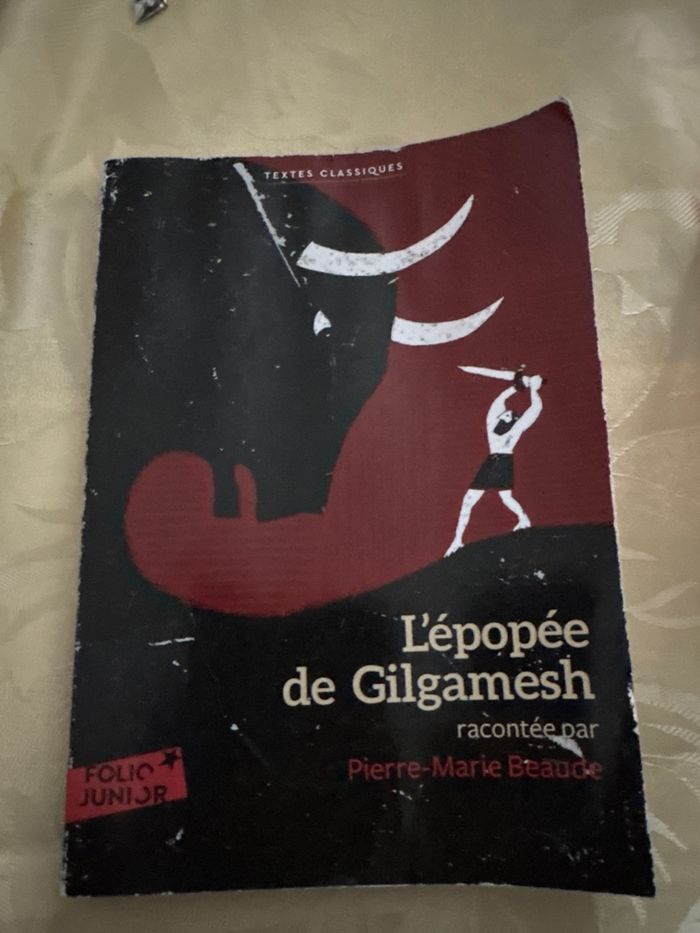 TEXTES CLASSIQUES
L'épopée
de Gilgamesh
racontée par
Pierre-Marie Beaude
FOLIO
JUNIOR